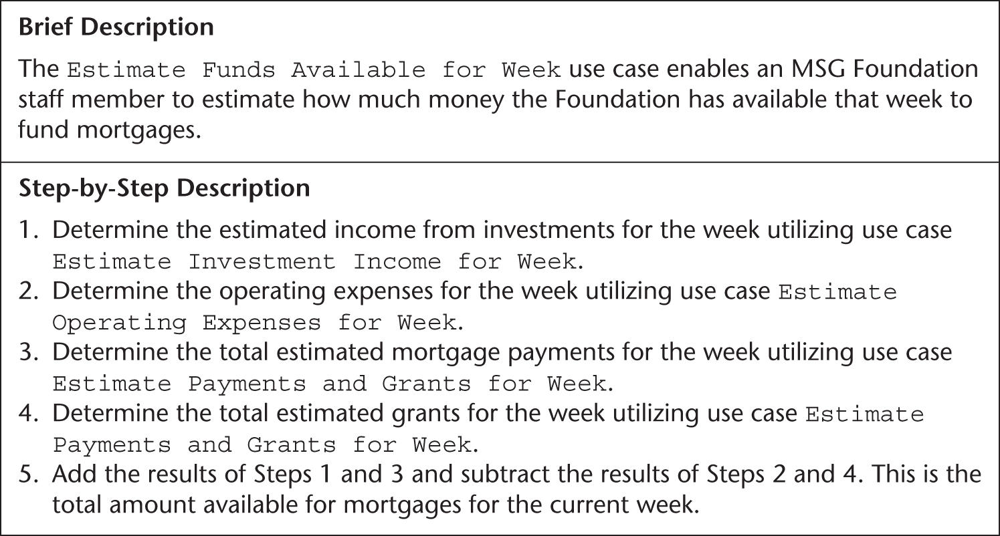 Brief Description
The Estimate Funds Available for Week use case enables an MSG Foundation
staff member to estimate how much money the Foundation has available that week to
fund mortgages.
Step-by-Step Description
1. Determine the estimated income from investments for the week utilizing use case
Estimate Investment Income for Week.
2. Determine the operating expenses for the week utilizing use case Estimate
Operating Expenses for Week.
3. Determine the total estimated mortgage payments for the week utilizing use case
Estimate Payments and Grants for Week.
4. Determine the total estimated grants for the week utilizing use case Estimate
Payments and Grants for Week.
5. Add the results of Steps 1 and 3 and subtract the results of Steps 2 and 4. This is the
total amount available for mortgages for the current week.